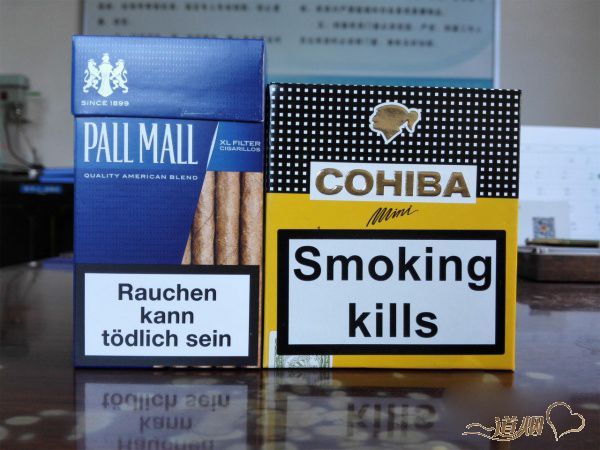 SINCE 1899
PALL MALL
XL FILTER
CIGARILLOS
QUALITY AMERICAN BLEND
Rauchen
kann
tödlich sein
COHIBA
Mini
Smoking
kills